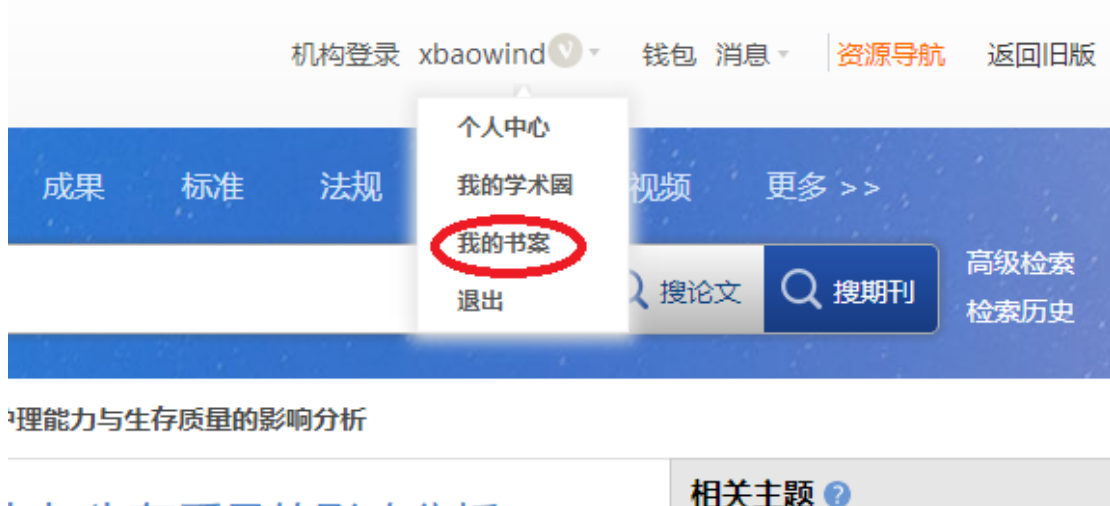 机构登录 xbaowind V 钱包 消息 资源导航 返回旧版
个人中心
成果 标准 法规 我的学术圈 视频 更多 >>
我的书案
退出
搜论文 搜期刊
高级检索
检索历史
理能力与生存质量的影响分析
相关主题 ?